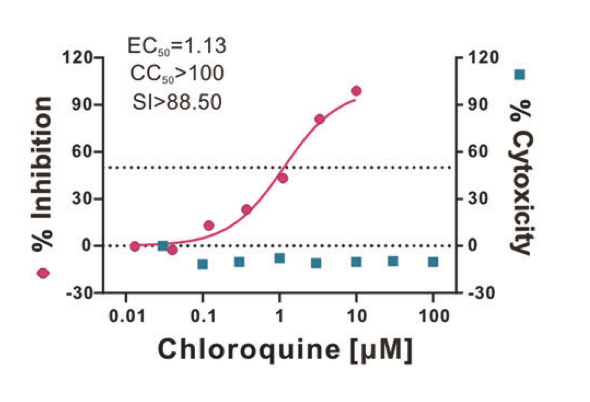 EC50=1.13
CC50>100
SI>88.50
120
90
60
30
0
-30
% Inhibition
120
90
60
30
0
-30
% Cytoxicity
0.01
0.1
1
10
100
Chloroquine [µM]